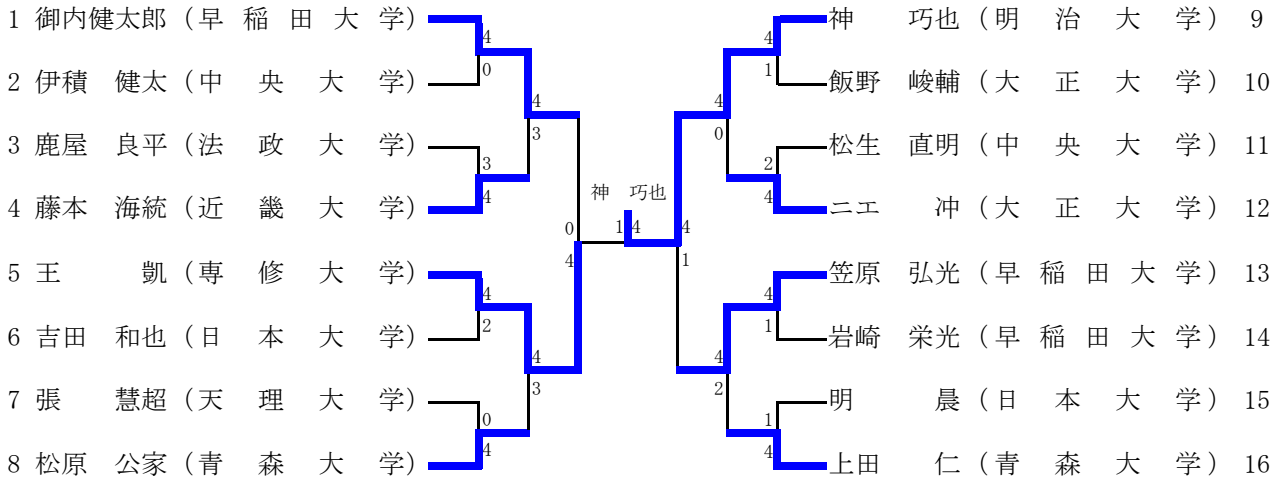 1 御内健太郎（早稲田大学） 神 巧也（明治大学） 9
4 4
0 1
2 伊積 健太（中央大学） 飯野 峻輔（大正大学） 10
4 4
3 0
3 鹿屋 良平（法政大学） 松生 直明（中央大学） 11
3 2
神 巧也
4 4
4 藤本 海統（近畿大学） ニエ 冲（大正大学） 12
0 1 4 4
4 1
5 王 凱（専修大学） 笠原 弘光（早稲田大学） 13
4 4
2 1
6 吉田 和也（日本大学） 岩崎 栄光（早稲田大学） 14
4 4
3 2
7 張 慧超（天理大学） 明 晨（日本大学） 15
0 1
4 4
8 松原 公家（青森大学） 上田 仁（青森大学） 16